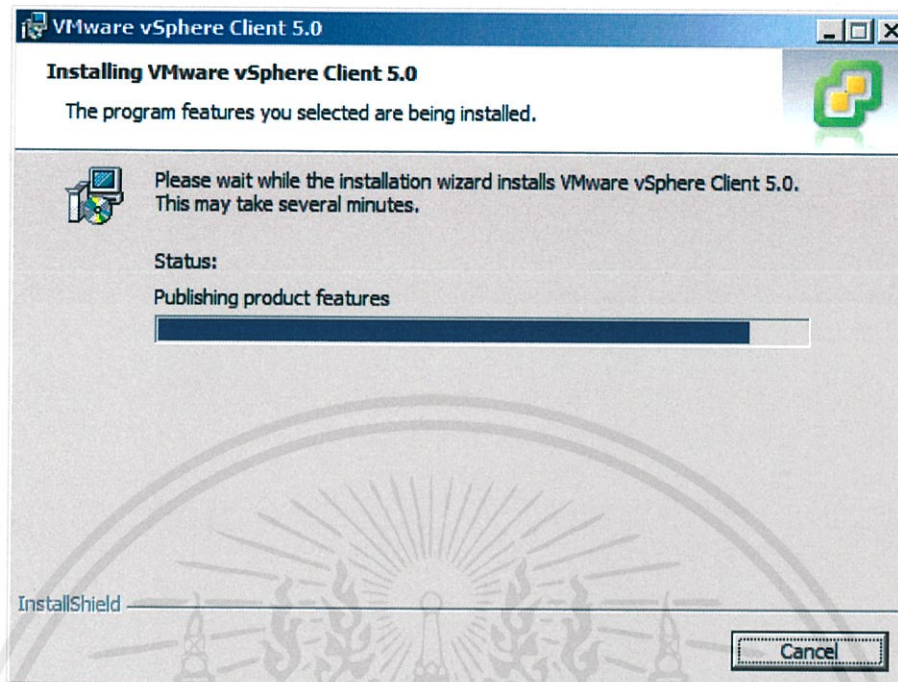 VMware vSphere Client 5.0
Installing VMware vSphere Client 5.0
The program features you selected are being installed.
Please wait while the installation wizard installs VMware vSphere Client 5.0.
This may take several minutes.
Status:
Publishing product features
InstallShield
Cancel